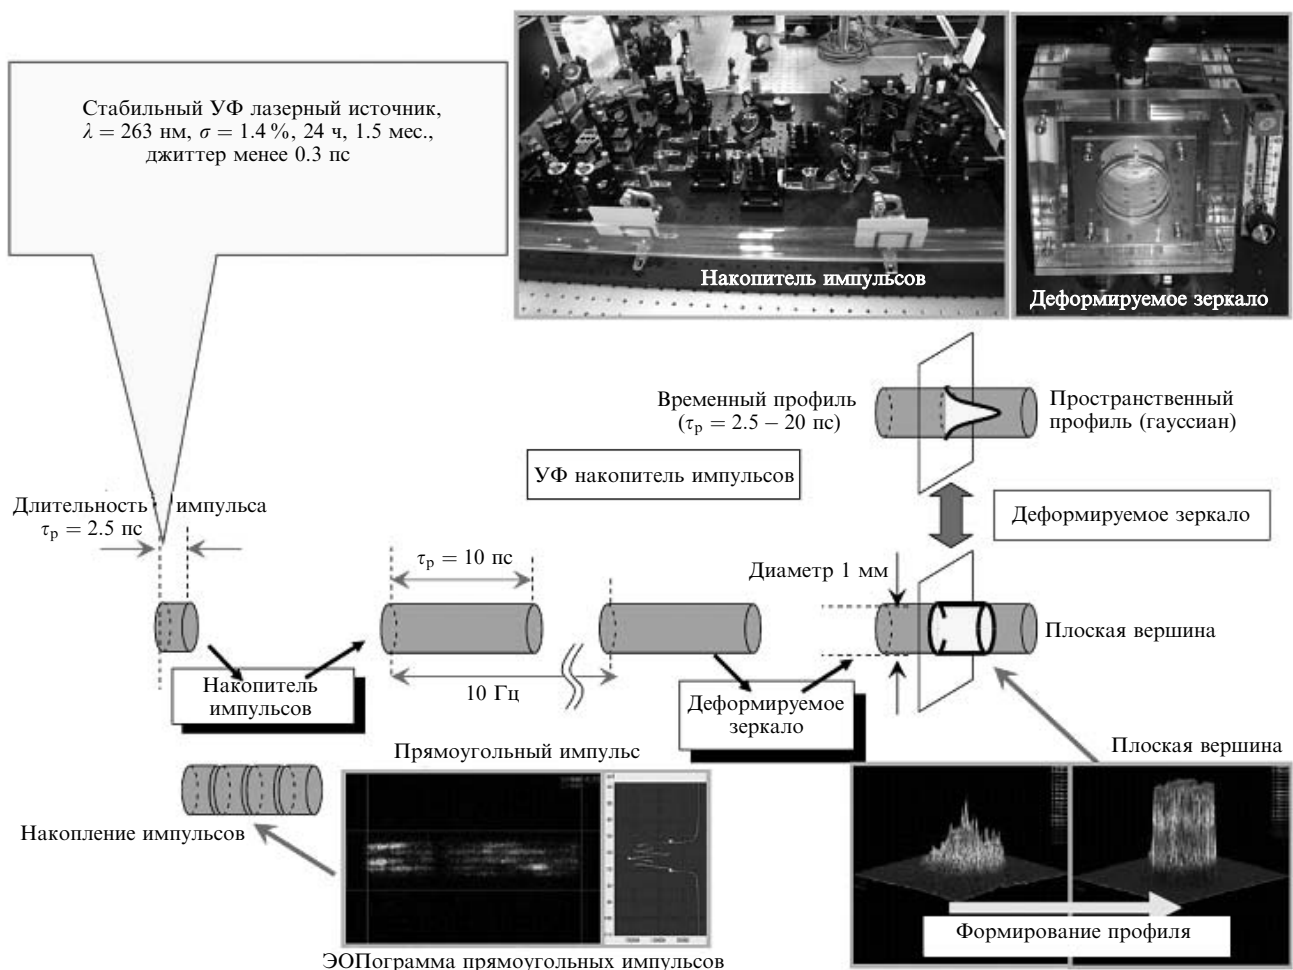 Стабильный УФ лазерный источник,
λ = 263 нм, σ = 1.4 %, 24 ч, 1.5 мес.,
джиттер менее 0.3 пс
Накопитель импульсов
Деформируемое зеркало
Временный профиль
(τp = 2.5 – 20 пс)
Пространственный
профиль (гауссиан)
УФ накопитель импульсов
Деформируемое зеркало
Длительность импульса
τp = 2.5 пс
τp = 10 пс
Диаметр 1 мм
Плоская вершина
Накопитель
импульсов
10 Гц
Деформируемое
зеркало
Прямоугольный импульс
Плоская вершина
Накопление импульсов
Формирование профиля
ЭОПограмма прямоугольных импульсов